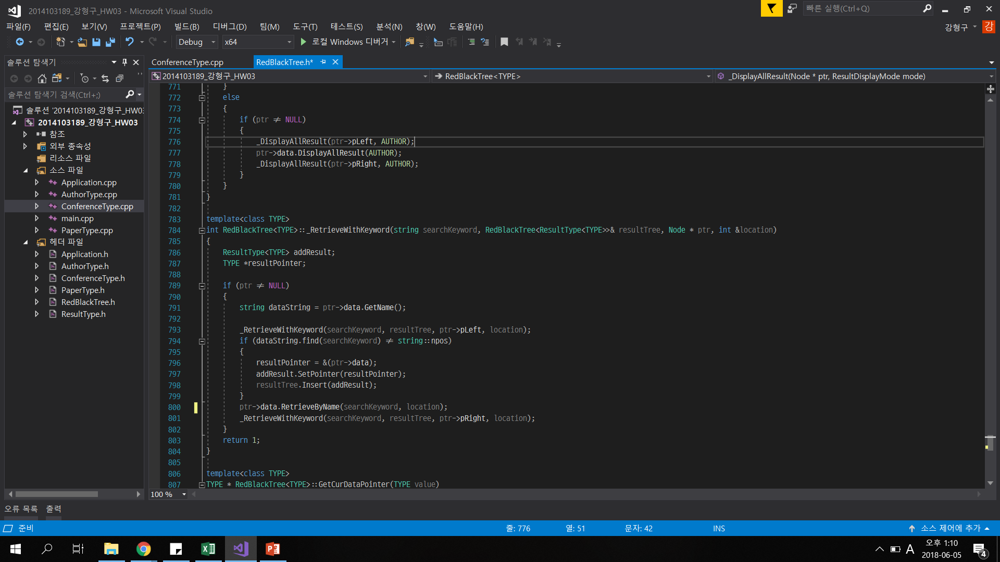 2014103189_강형구_HW03 - Microsoft Visual Studio
빠른 실행(Ctrl+Q)
파일(F) 편집(E) 보기(V) 프로젝트(P) 빌드(B) 디버그(D) 팀(M) 도구(T) 테스트(S) 분석(N) 창(W) 도움말(H)
강형구 강
Debug x64 로컬 Windows 디버거
솔루션 탐색기
솔루션 탐색기 검색(Ctrl+;)
솔루션 '2014103189_강형구_HW03
2014103189_강형구_HW03
참조
외부 종속성
리소스 파일
소스 파일
Application.cpp
AuthorType.cpp
ConferenceType.cpp
main.cpp
PaperType.cpp
헤더 파일
Application.h
AuthorType.h
ConferenceType.h
PaperType.h
RedBlackTree.h
ResultType.h
ConferenceType.cpp RedBlackTree.h*
2014103189_강형구_HW03 RedBlackTree<TYPE> _DisplayAllResult(Node * ptr, ResultDisplayMode mode)
771 }
772 else
773 {
774 if (ptr ≠ NULL)
775 {
776 _DisplayAllResult(ptr->pLeft, AUTHOR);
777 ptr->data.DisplayAllResult(AUTHOR);
778 _DisplayAllResult(ptr->pRight, AUTHOR);
779 }
780 }
781 }
782
783 template<class TYPE>
784 int RedBlackTree<TYPE>::_RetrieveWithKeyword(string searchKeyword, RedBlackTree<ResultType<TYPE>>& resultTree, Node * ptr, int &location)
785 {
786 ResultType<TYPE> addResult;
787 TYPE *resultPointer;
788
789 if (ptr ≠ NULL)
790 {
791 string dataString = ptr->data.GetName();
792
793 _RetrieveWithKeyword(searchKeyword, resultTree, ptr->pLeft, location);
794 if (dataString.find(searchKeyword) ≠ string::npos)
795 {
796 resultPointer = &(ptr->data);
797 addResult.SetPointer(resultPointer);
798 resultTree.Insert(addResult);
799 }
800 ptr->data.RetrieveByName(searchKeyword, location);
801 _RetrieveWithKeyword(searchKeyword, resultTree, ptr->pRight, location);
802 }
803 return 1;
804 }
805
806 template<class TYPE>
807 TYPE * RedBlackTree<TYPE>::GetCurDataPointer(TYPE value)
100 %
오류 목록 출력
준비 줄: 776 열: 51 문자: 42 INS 소스 제어에 추가
A 오후 1:10
2018-06-05
4